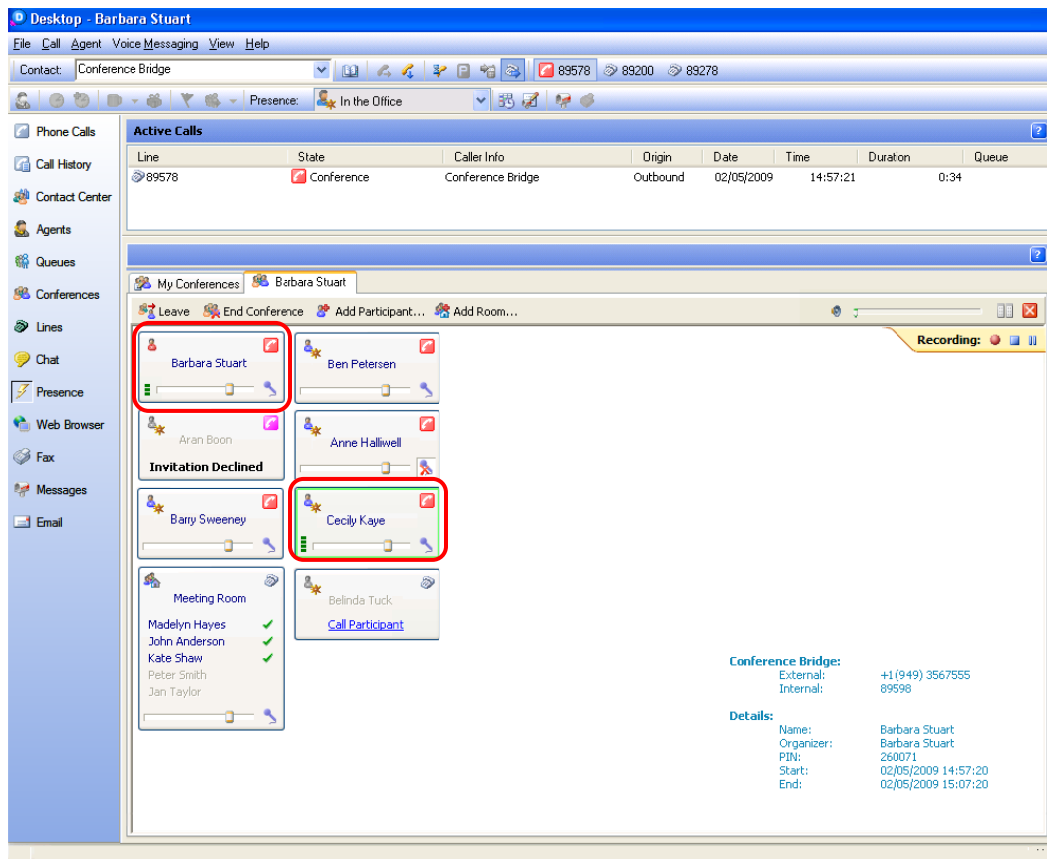 Desktop - Barbara Stuart
File Call Agent Voice Messaging View Help
Contact: Conference Bridge 89578 89200 89278
Presence: In the Office
Phone Calls
Call History
Contact Center
Agents
Queues
Conferences
Lines
Chat
Presence
Web Browser
Fax
Messages
Email
Active Calls
Line State Caller Info Origin Date Time Duraton Queue
89578 Conference Conference Bridge Outbound 02/05/2009 14:57:21 0:34
My Conferences Barbara Stuart
Leave End Conference Add Participant... Add Room...
Recording:
Barbara Stuart
Ben Petersen
Aran Boon
Invitation Declined
Anne Halliwell
Barry Sweeney
Cecily Kaye
Meeting Room
Madelyn Hayes
John Anderson
Kate Shaw
Peter Smith
Jan Taylor
Belinda Tuck
Call Participant
Conference Bridge:
External: +1(949) 3567555
Internal: 89598
Details:
Name: Barbara Stuart
Organizer: Barbara Stuart
PIN: 260071
Start: 02/05/2009 14:57:20
End: 02/05/2009 15:07:20